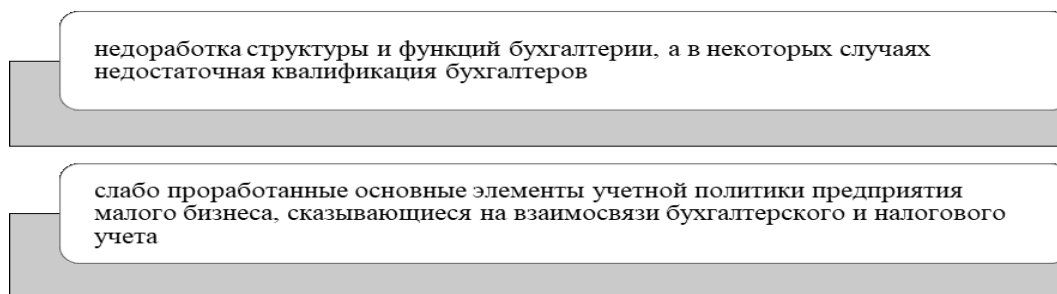 недоработка структуры и функций бухгалтерии, а в некоторых случаях
недостаточная квалификация бухгалтеров
слабо проработанные основные элементы учетной политики предприятия
малого бизнеса, сказывающиеся на взаимосвязи бухгалтерского и налогового
учета